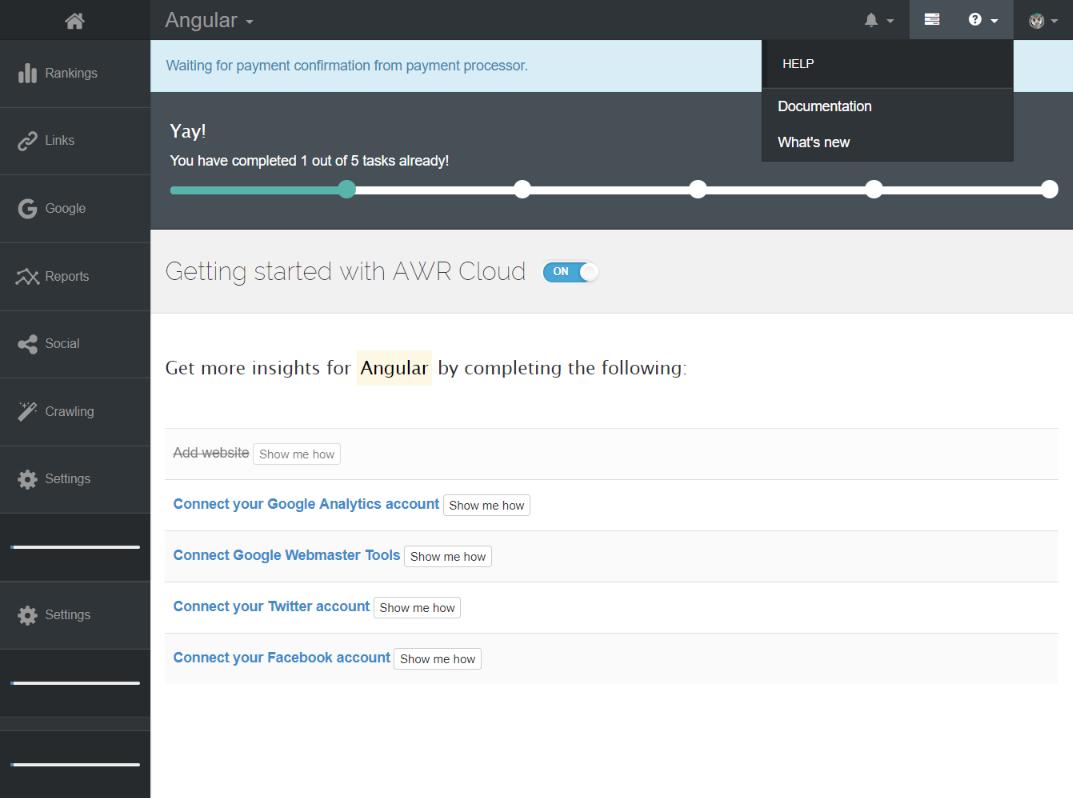 Angular
Rankings
Links
Google
Reports
Social
Crawling
Settings
Settings
Waiting for payment confirmation from payment processor.
HELP
Documentation
What's new
Yay!
You have completed 1 out of 5 tasks already!
Getting started with AWR Cloud ON
Get more insights for Angular by completing the following:
Add website Show me how
Connect your Google Analytics account Show me how
Connect Google Webmaster Tools Show me how
Connect your Twitter account Show me how
Connect your Facebook account Show me how